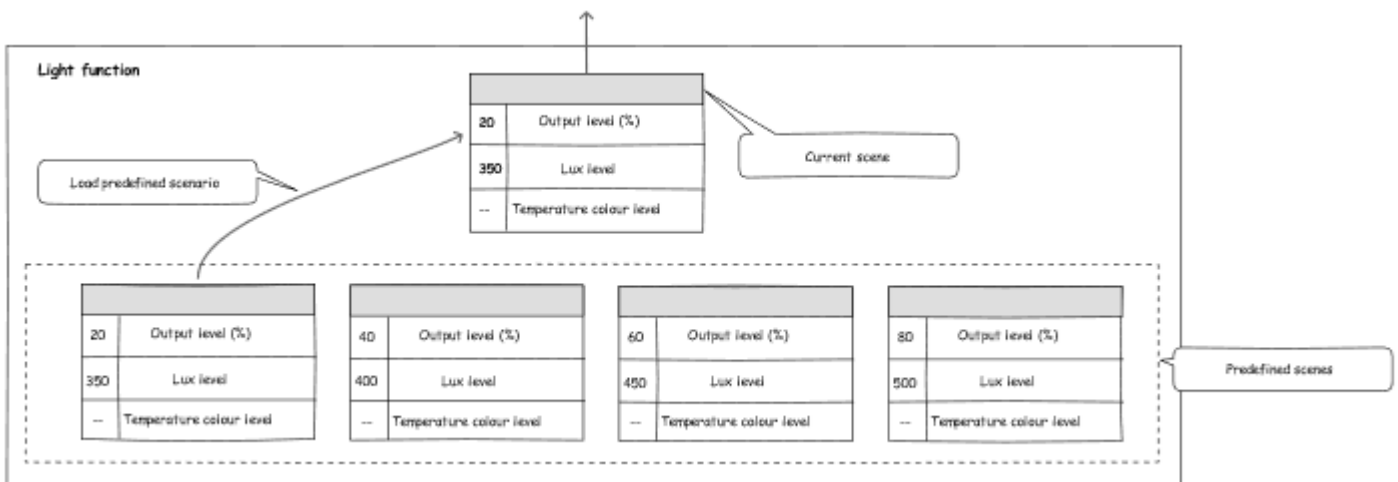 Light function
20 Output level (%)
350 Lux level
-- Temperature colour level
Current scene
Load predefined scenario
20 Output level (%)
350 Lux level
-- Temperature colour level
40 Output level (%)
400 Lux level
-- Temperature colour level
60 Output level (%)
450 Lux level
-- Temperature colour level
80 Output level (%)
500 Lux level
-- Temperature colour level
Predefined scenes